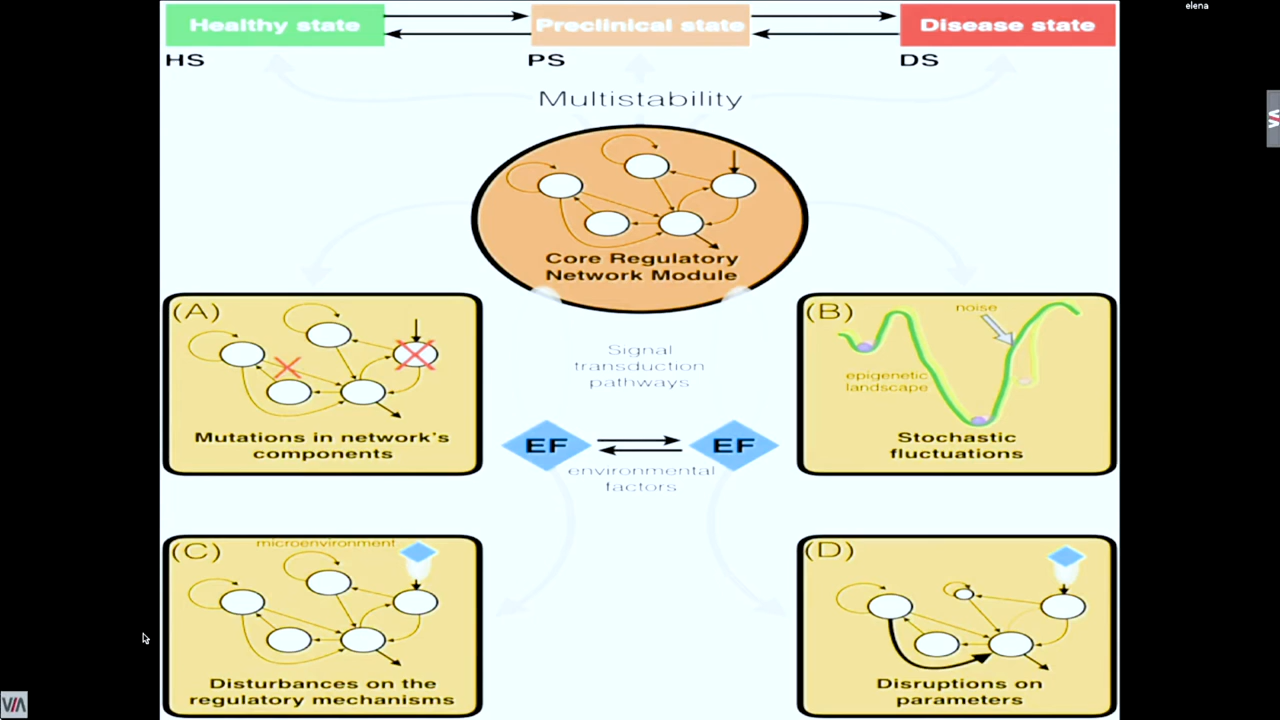 elena
Healthy state
Preclinical state
Disease state
HS
PS
DS
Multistability
Core Regulatory
Network Module
(A)
Mutations in network's
components
Signal
transduction
pathways
(B)
noise
epigenetic
landscape
Stochastic
fluctuations
EF
EF
environmental
factors
(C)
microenvironment
Disturbances on the
regulatory mechanisms
(D)
Disruptions on
parameters
VIA